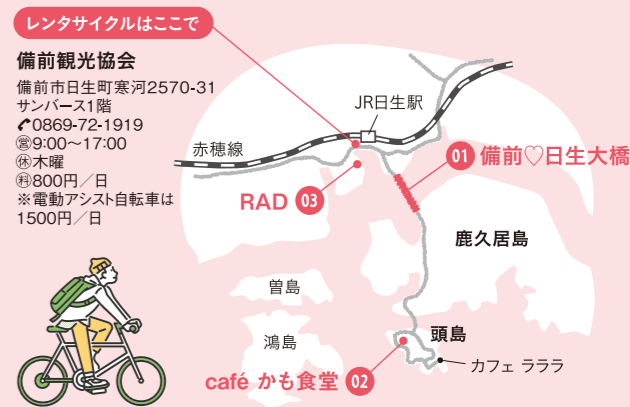 レンタサイクルはここで
備前観光協会
備前市日生町寒河2570-31
サンバース1階
☎0869-72-1919
営9:00〜17:00
休木曜
料800円／日
※電動アシスト自転車は
1500円／日
JR日生駅
赤穂線
01 備前♡日生大橋
RAD 03
鹿久居島
曽島
鴻島
頭島
カフェ ラララ
café かも食堂 02